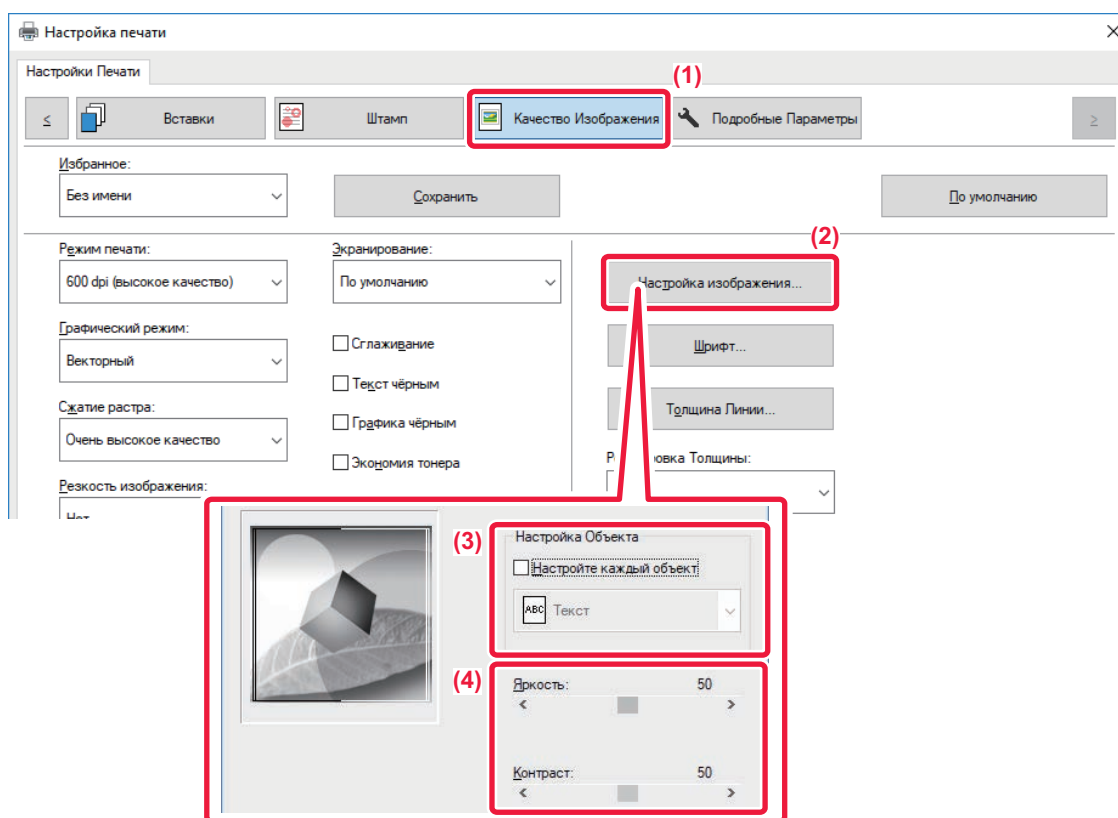 Настройка печати
Настройки Печати
(1)
< Вставки Штамп Качество Изображения Подробные Параметры >
Избранное:
Без имени Сохранить По умолчанию
(2)
Режим печати: Экранирование:
600 dpi (высокое качество) По умолчанию Настройка изображения...
Графический режим:
Сглаживание
Векторный Шрифт...
Текст чёрным
Сжатие растра:
Графика чёрным Толщина Линии...
Очень высокое качество
Экономия тонера Толщины:
Резкость изображения:
Нет
(3) Настройка Объекта
Настройте каждый объект
ABC Текст
(4) Яркость: 50
< >
Контраст: 50
< >